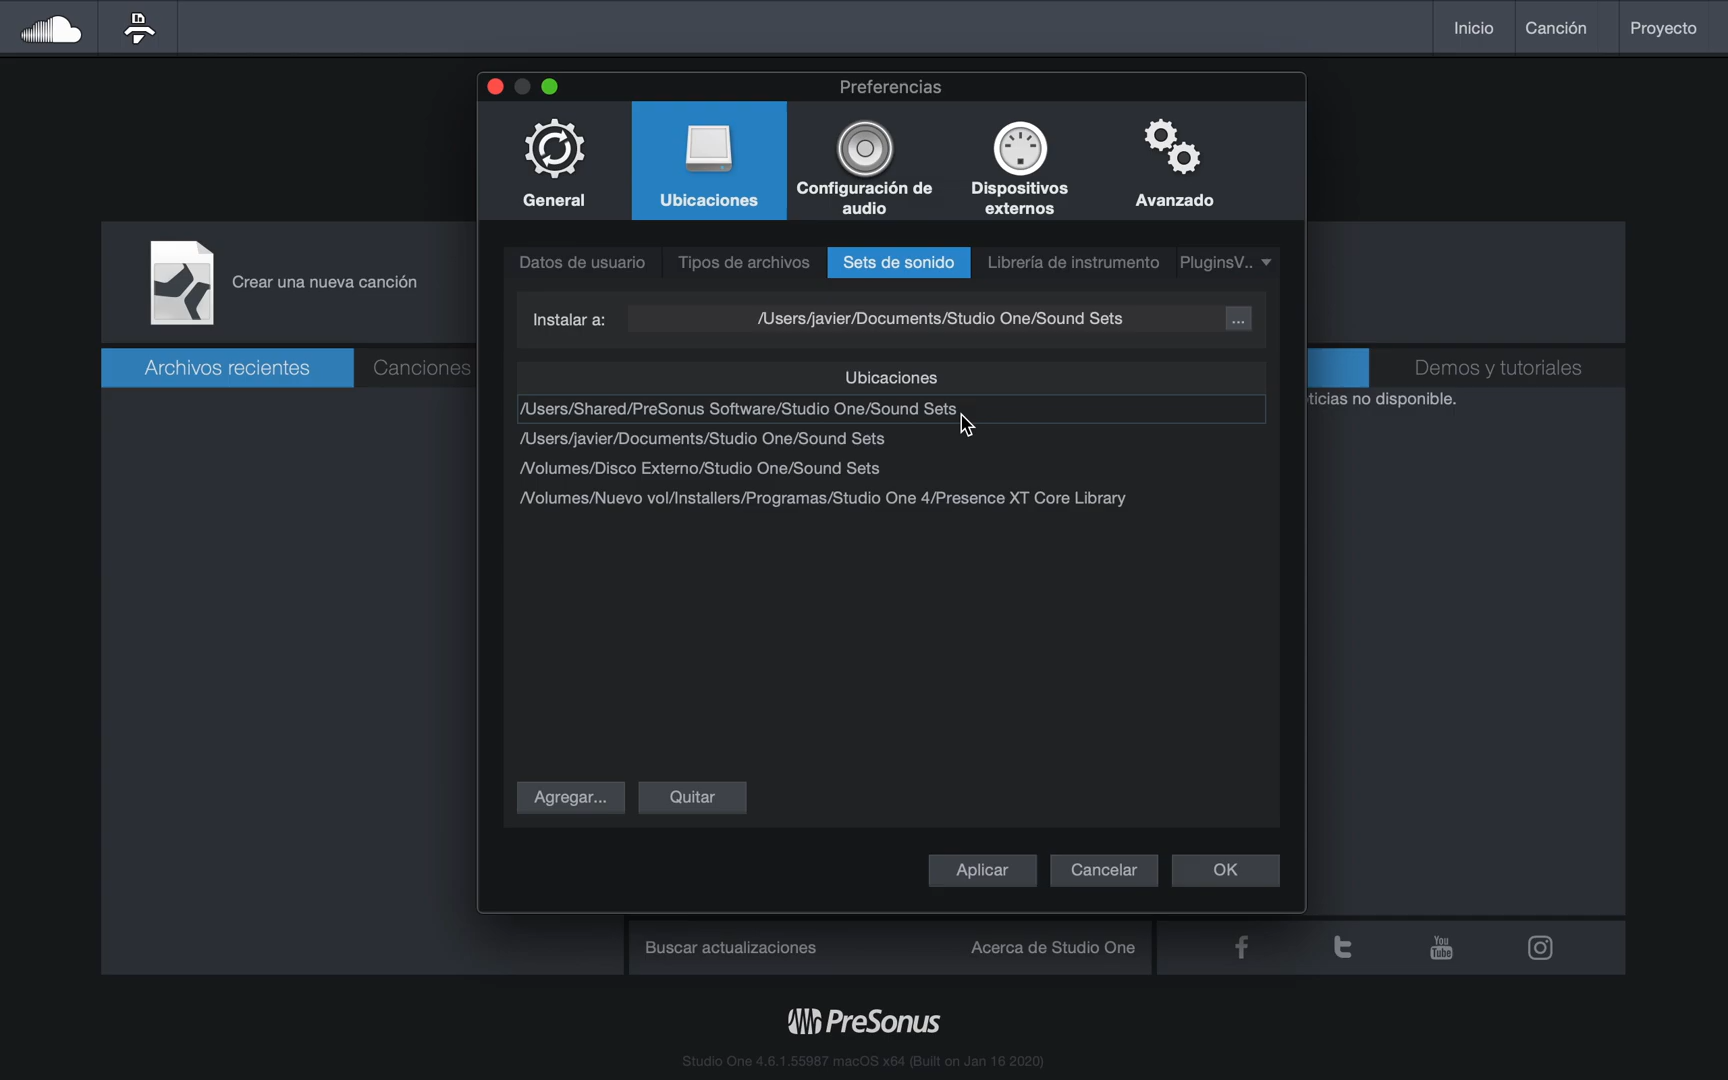 Inicio
Canción
Proyecto
Preferencias
General
Ubicaciones
Configuración de
audio
Dispositivos
externos
Avanzado
Datos de usuario
Tipos de archivos
Sets de sonido
Librería de instrumento
PluginsV..
Crear una nueva canción
Instalar a:
/Users/javier/Documents/Studio One/Sound Sets
...
Archivos recientes
Canciones
Demos y tutoriales
Ubicaciones
ticias no disponible.
/Users/Shared/PreSonus Software/Studio One/Sound Sets
/Users/javier/Documents/Studio One/Sound Sets
/Volumes/Disco Externo/Studio One/Sound Sets
/Volumes/Nuevo vol/Installers/Programas/Studio One 4/Presence XT Core Library
Agregar...
Quitar
Aplicar
Cancelar
OK
Buscar actualizaciones
Acerca de Studio One
You
Tube
PreSonus
Studio One 4.6.1.55987 macOS x64 (Built on Jan 16 2020)